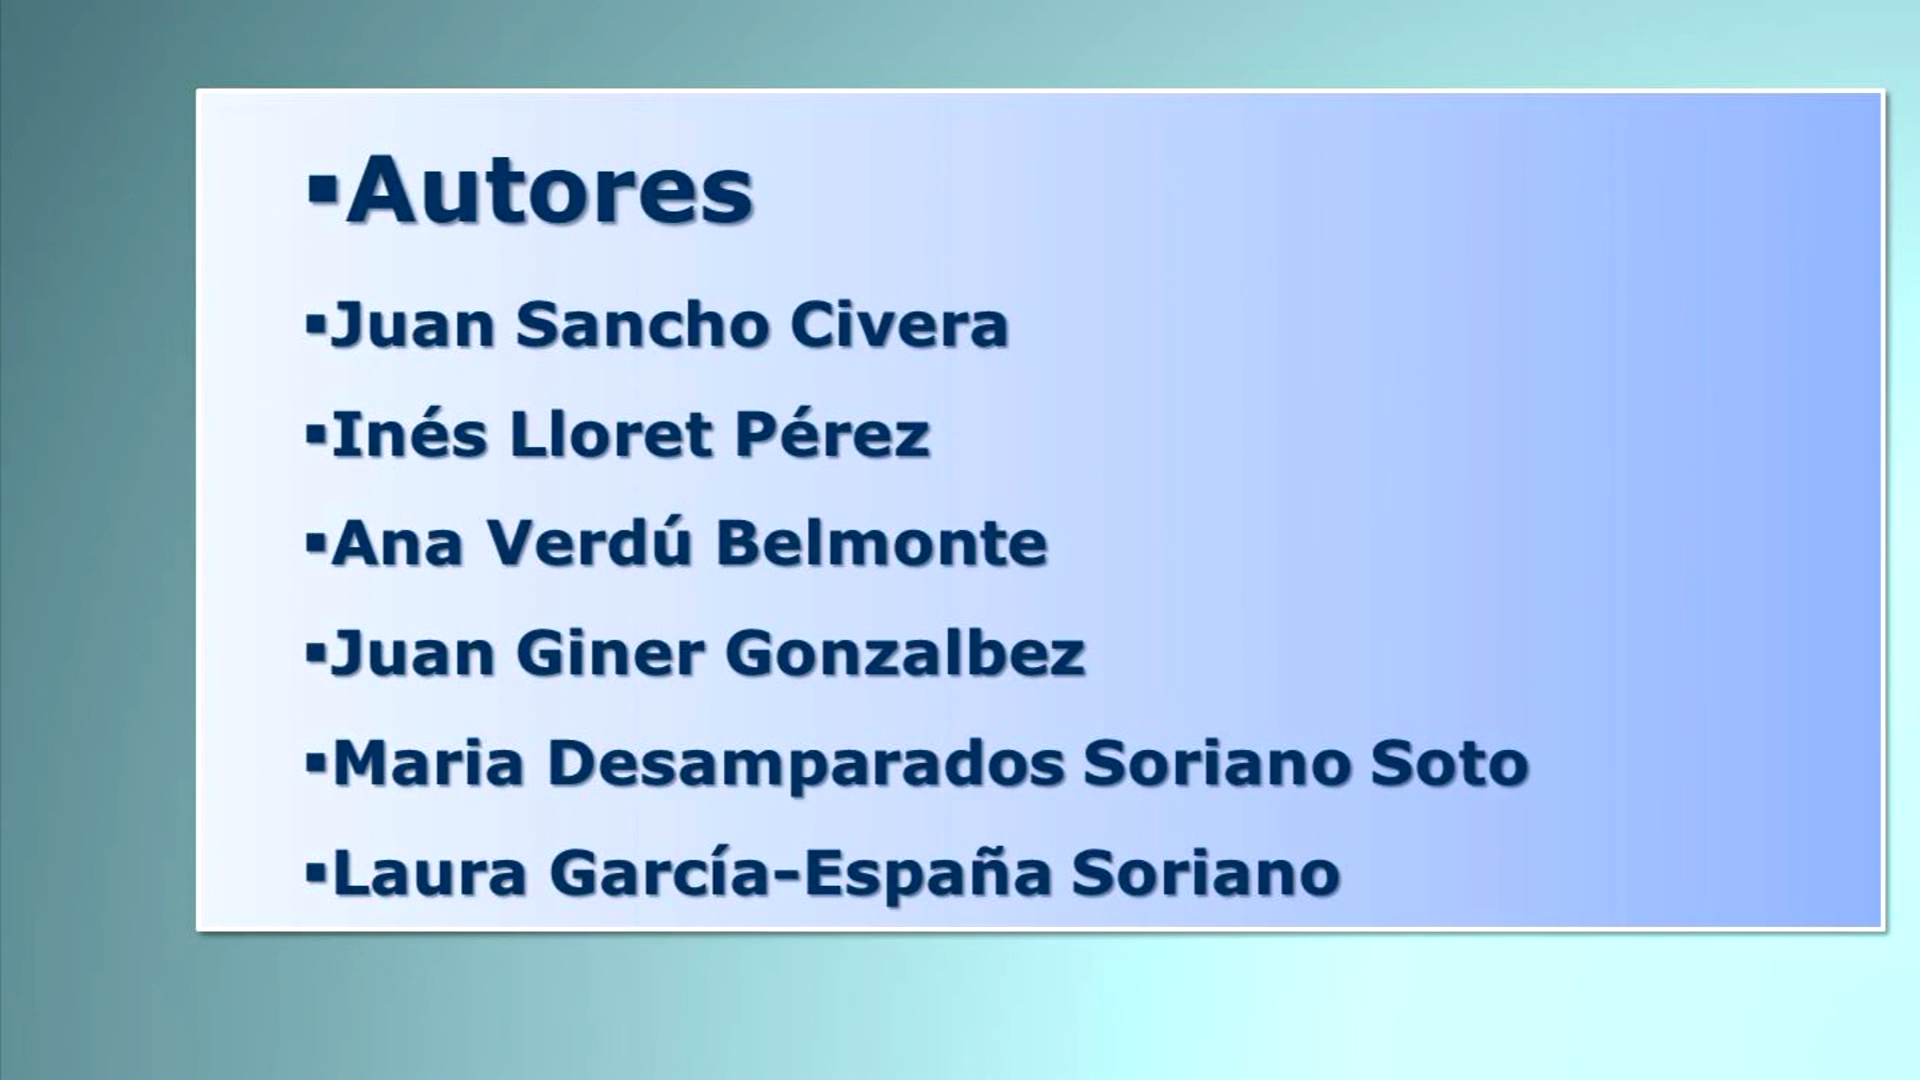 ▪Autores
▪Juan Sancho Civera
▪Inés Lloret Pérez
▪Ana Verdú Belmonte
▪Juan Giner Gonzalbez
▪Maria Desamparados Soriano Soto
▪Laura García-España Soriano